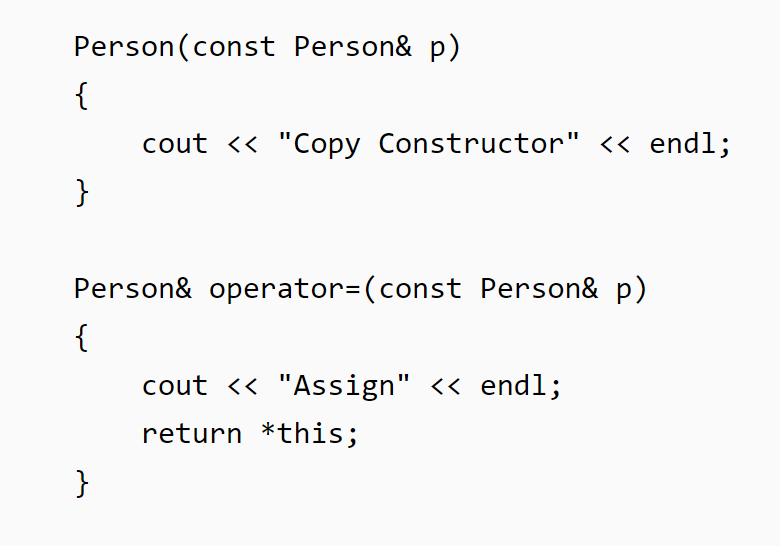 Person(const Person& p)
{
    cout << "Copy Constructor" << endl;
}
Person& operator=(const Person& p)
{
    cout << "Assign" << endl;
    return *this;
}